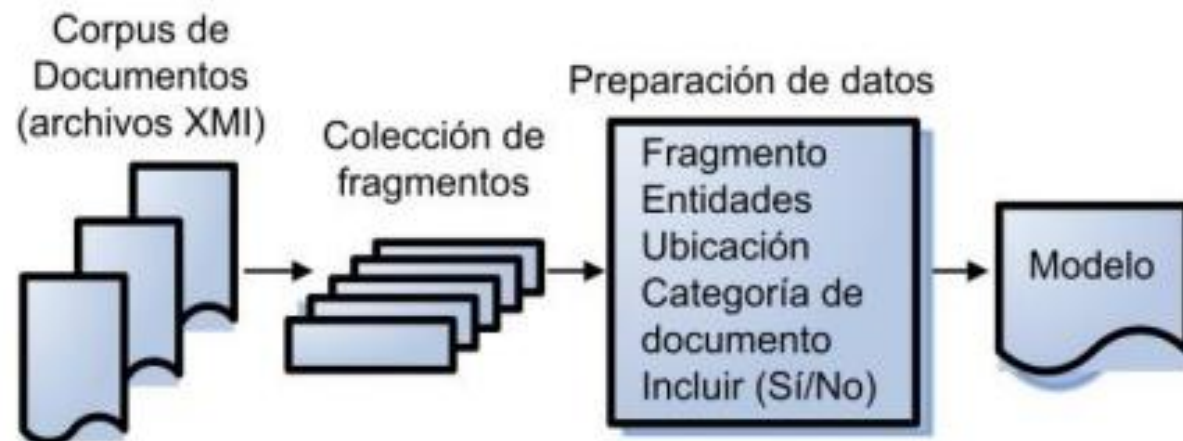 Corpus de
Documentos
(archivos XMI)
Colección de
fragmentos
Preparación de datos
Fragmento
Entidades
Ubicación
Categoría de
documento
Incluir (Sí/No)
Modelo